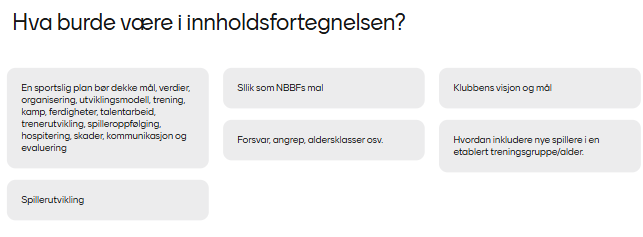 Hva burde være i innholdsfortegnelsen?
En sportslig plan bør dekke mål, verdier,
organisering, utviklingsmodell, trening,
kamp, ferdigheter, talentarbeid,
trenerutvikling, spilleroppfølging,
hospitering, skader, kommunikasjon og
evaluering
Spillerutvikling
Sllik som NBBFs mal
Forsvar, angrep, aldersklasser osv.
Klubbens visjon og mål
Hvordan inkludere nye spillere i en
etablert treningsgruppe/alder.